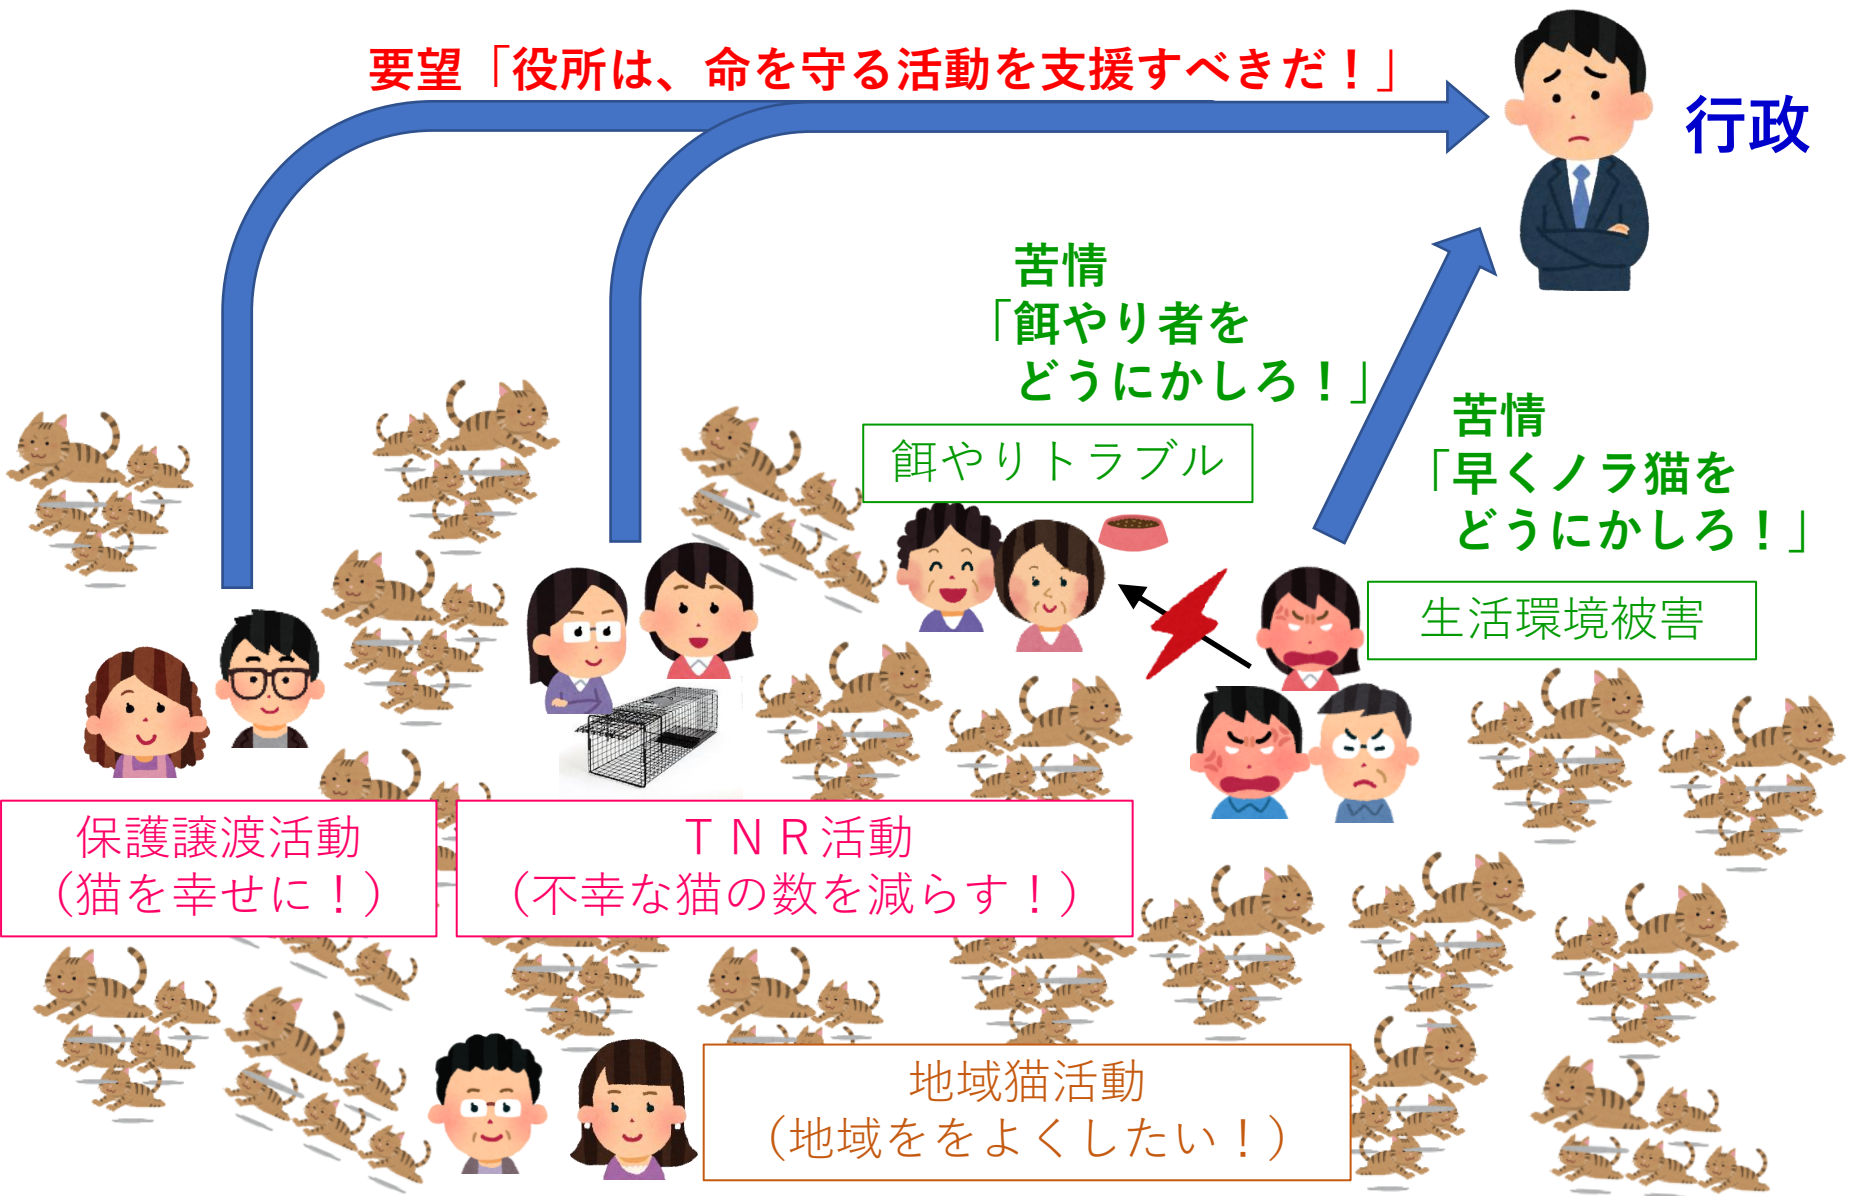 要望「役所は、命を守る活動を支援すべきだ！」
行政
苦情
「餌やり者を
どうにかしろ！」
苦情
「早くノラ猫を
どうにかしろ！」
餌やりトラブル
生活環境被害
保護譲渡活動
（猫を幸せに！）
ＴＮＲ活動
（不幸な猫の数を減らす！）
地域猫活動
（地域ををよくしたい！）